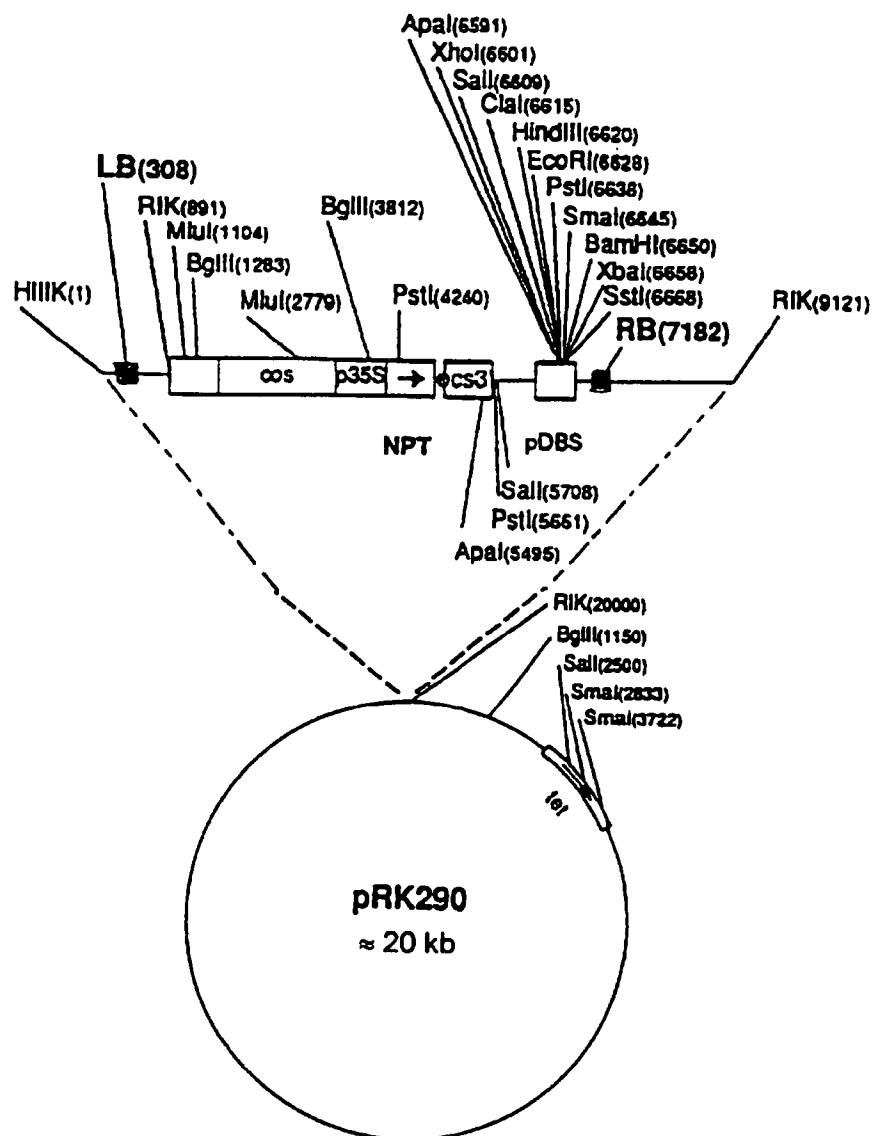 ApaI(6591)
XhoI(6601)
SalI(6609)
ClaI(6615)
HindIII(6620)
EcoRI(6628)
PstI(6638)
SmaI(6645)
BamHI(6650)
XbaI(6658)
SstI(6668)
LB(308)
RIK(891)
MluI(1104)
BglII(1283)
BglII(3812)
HIIIK(1)
MluI(2779)
PstI(4240)
RB(7182)
RIK(9121)
cos
p35S
cs3
NPT
pDBS
SalI(5708)
PstI(5661)
ApaI(5495)
RIK(20000)
BglII(1150)
SalI(2500)
SmaI(2833)
SmaI(3722)
tet
pRK290
≈ 20 kb